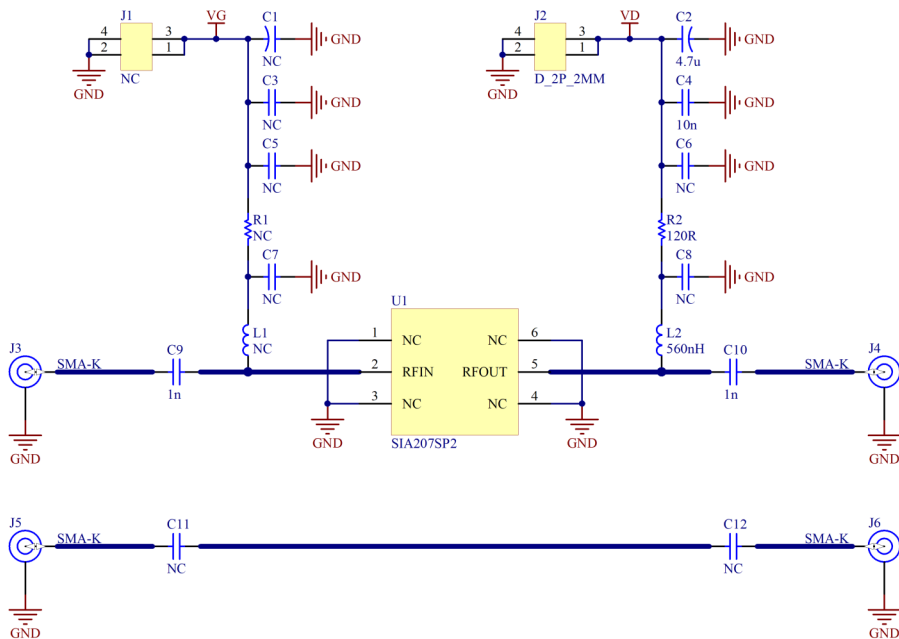 J1
VG
C1
J2
VD
C2
4
3
2
1
GND
4
3
2
1
GND
NC
NC
D_2P_2MM
4.7u
GND
GND
C3
GND
NC
C4
GND
10n
C5
GND
NC
C6
GND
NC
R1
NC
R2
120R
C7
GND
NC
C8
GND
NC
U1
L1
NC
1
NC
NC
6
L2
560nH
J3
SMA-K
C9
1n
2
RFIN
RFOUT
5
C10
1n
SMA-K
J4
3
NC
NC
4
GND
GND
SIA207SP2
GND
GND
J5
SMA-K
C11
NC
C12
NC
SMA-K
J6
GND
GND